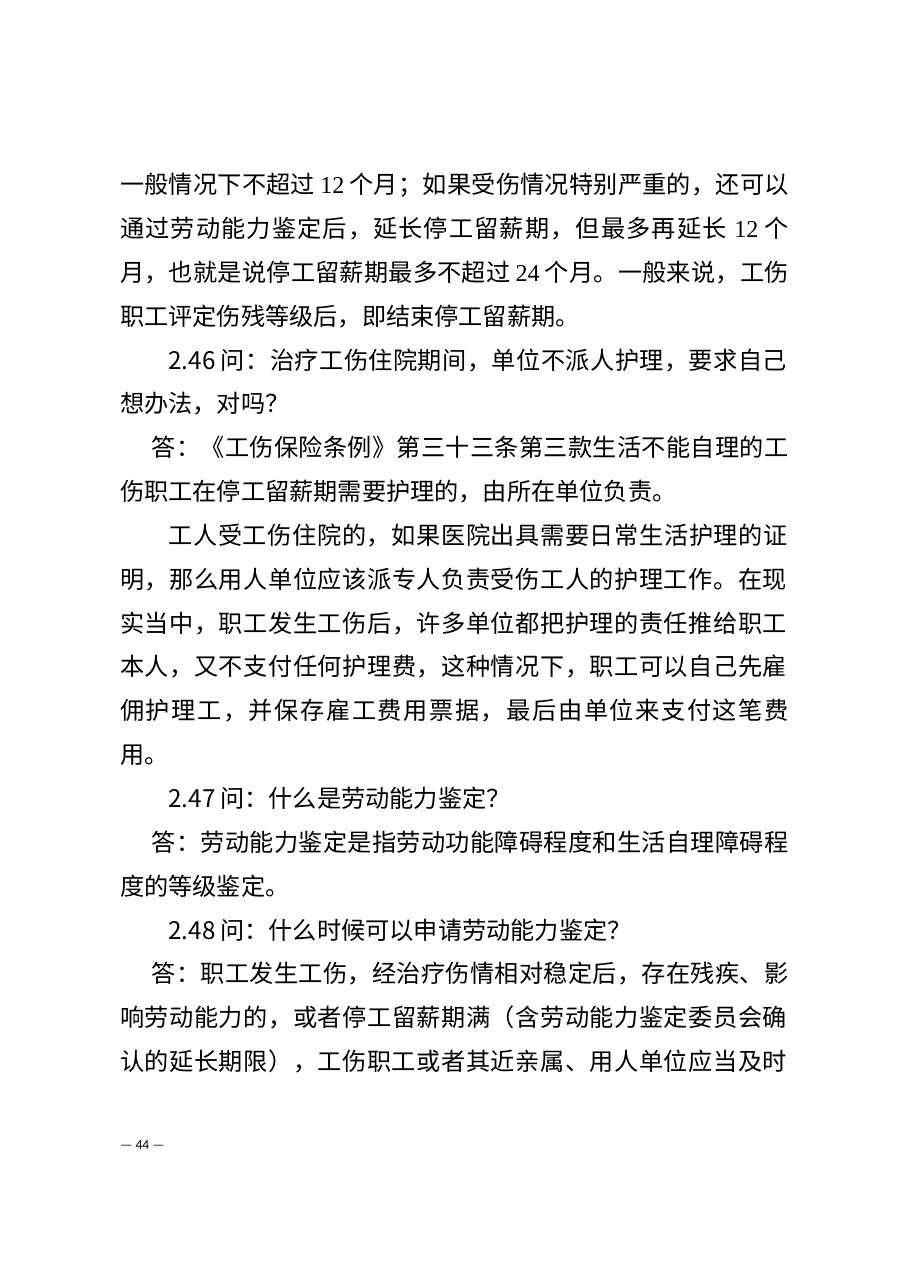 一般情况下不超过 12 个月；如果受伤情况特别严重的，还可以
通过劳动能力鉴定后，延长停工留薪期，但最多再延长 12 个
月，也就是说停工留薪期最多不超过 24 个月。一般来说，工伤
职工评定伤残等级后，即结束停工留薪期。
2.46 问：治疗工伤住院期间，单位不派人护理，要求自己
想办法，对吗？
答：《工伤保险条例》第三十三条第三款生活不能自理的工
伤职工在停工留薪期需要护理的，由所在单位负责。
工人受工伤住院的，如果医院出具需要日常生活护理的证
明，那么用人单位应该派专人负责受伤工人的护理工作。在现
实当中，职工发生工伤后，许多单位都把护理的责任推给职工
本人，又不支付任何护理费，这种情况下，职工可以自己先雇
佣护理工，并保存雇工费用票据，最后由单位来支付这笔费
用。
2.47 问：什么是劳动能力鉴定？
答：劳动能力鉴定是指劳动功能障碍程度和生活自理障碍程
度的等级鉴定。
2.48 问：什么时候可以申请劳动能力鉴定？
答：职工发生工伤，经治疗伤情相对稳定后，存在残疾、影
响劳动能力的，或者停工留薪期满（含劳动能力鉴定委员会确
认的延长期限），工伤职工或者其近亲属、用人单位应当及时
— 44 —